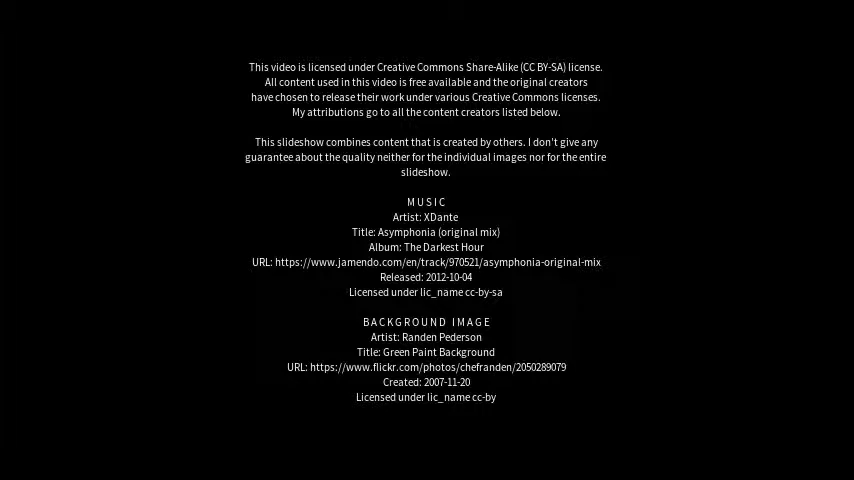 This video is licensed under Creative Commons Share-Alike (CC BY-SA) license.
All content used in this video is free available and the original creators
have chosen to release their work under various Creative Commons licenses.
My attributions go to all the content creators listed below.
This slideshow combines content that is created by others. I don't give any
guarantee about the quality neither for the individual images nor for the entire
slideshow.
MUSIC
Artist: XDante
Title: Asymphonia (original mix)
Album: The Darkest Hour
URL: https://www.jamendo.com/en/track/970521/asymphonia-original-mix
Released: 2012-10-04
Licensed under lic_name cc-by-sa
BACKGROUND IMAGE
Artist: Randen Pederson
Title: Green Paint Background
URL: https://www.flickr.com/photos/chefranden/2050289079
Created: 2007-11-20
Licensed under lic_name cc-by